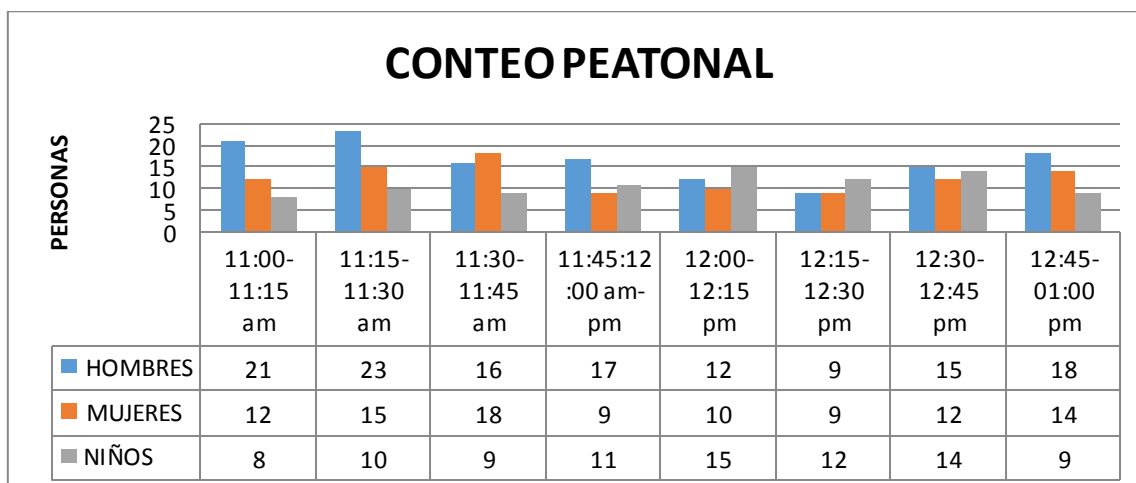 CONTEO PEATONAL
PERSONAS
25
20
15
10
5
0
11:00-
11:15
am
11:15-
11:30
am
11:30-
11:45
am
11:45:12
:00 am-
pm
12:00-
12:15
pm
12:15-
12:30
pm
12:30-
12:45
pm
12:45-
01:00
pm
HOMBRES 21 23 16 17 12 9 15 18
MUJERES 12 15 18 9 10 9 12 14
NIÑOS 8 10 9 11 15 12 14 9